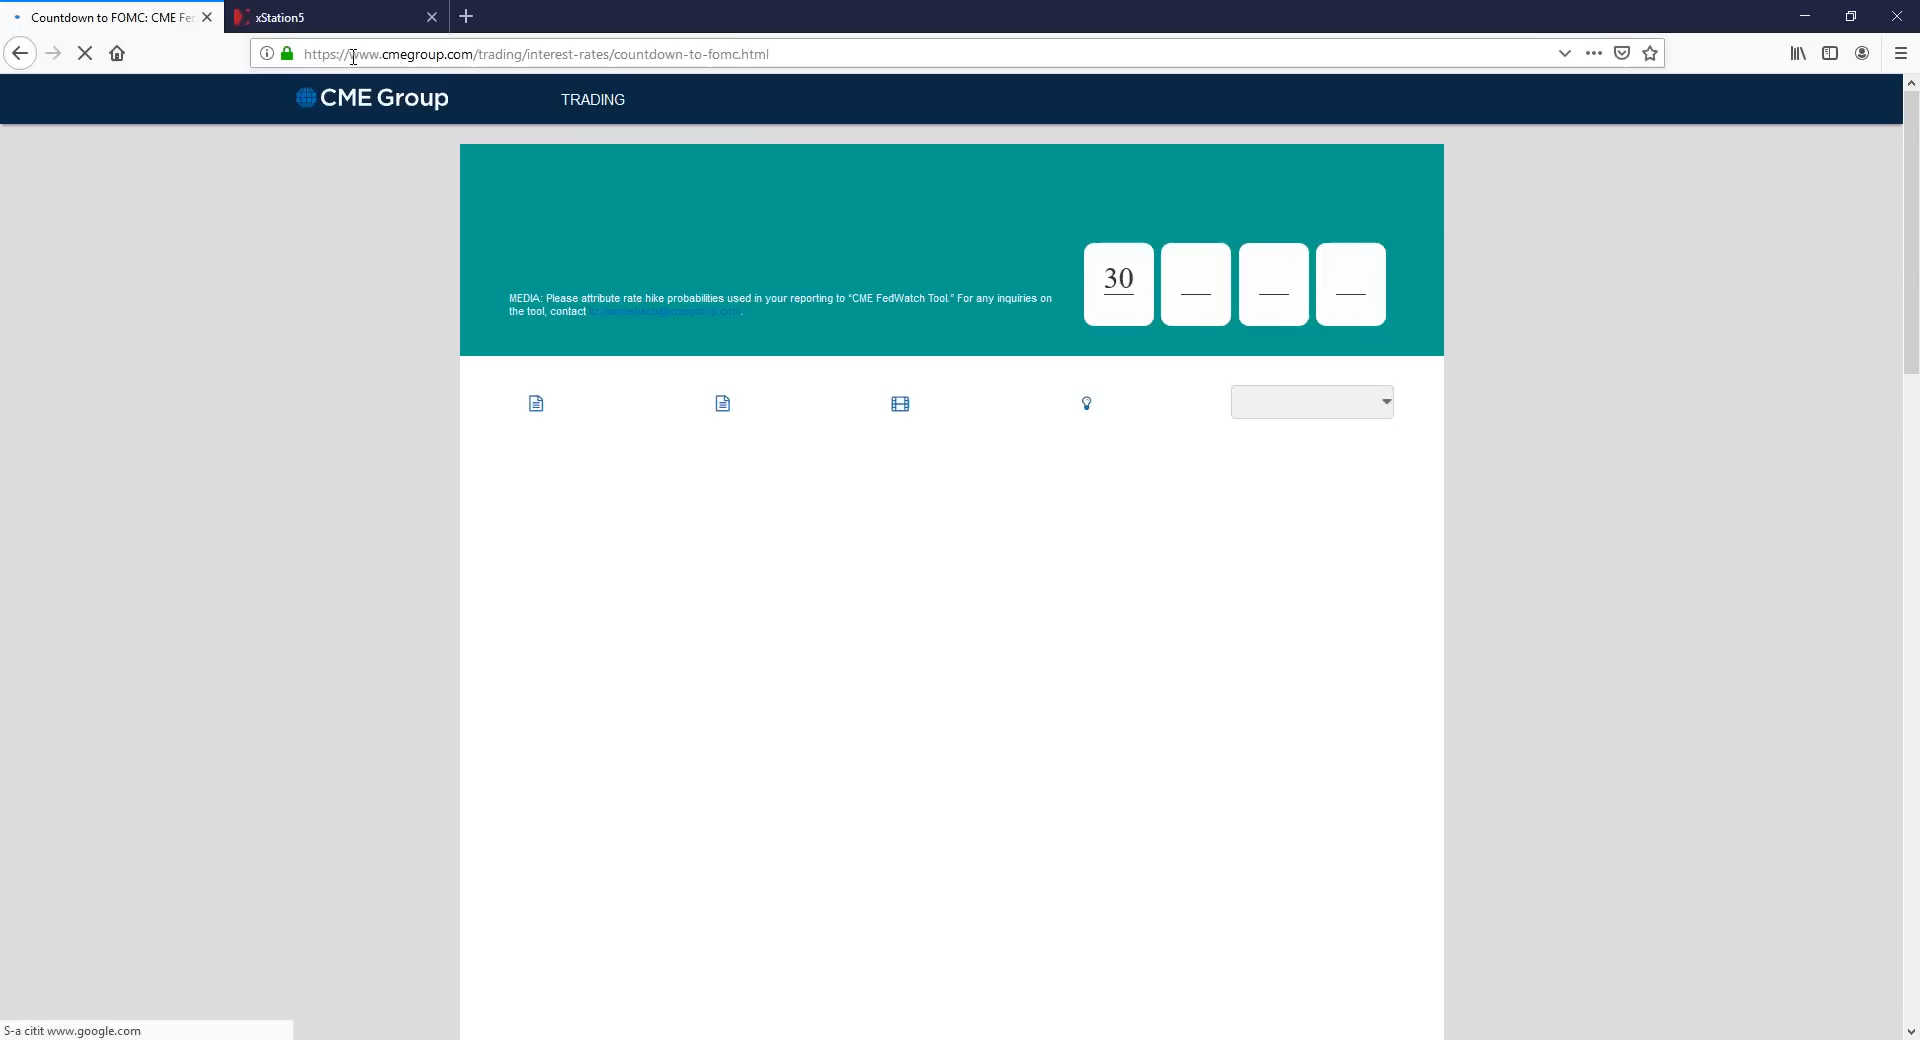 Countdown to FOMC: CME Fe
xStation5
https://www.cmegroup.com/trading/interest-rates/countdown-to-fomc.html
CME Group
TRADING
30
MEDIA: Please attribute rate hike probabilities used in your reporting to “CME FedWatch Tool.” For any inquiries on
the tool, contact
S-a citit www.google.com